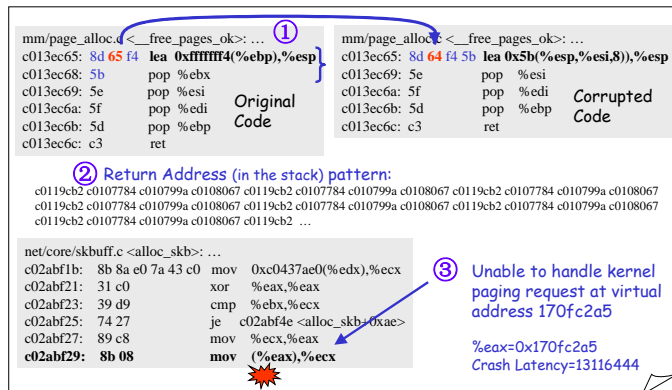 mm/page_alloc.c <__free_pages_ok>: …
①
c013ec65: 8d 65 f4 lea 0xfffffff4(%ebp),%esp
c013ec68: 5b pop %ebx
c013ec69: 5e pop %esi
c013ec6a: 5f pop %edi
c013ec6b: 5d pop %ebp
c013ec6c: c3 ret
Original
Code
mm/page_alloc.c <__free_pages_ok>: …
c013ec65: 8d 64 f4 5b lea 0x5b(%esp,%esi,8)),%esp
c013ec69: 5e pop %esi
c013ec6a: 5f pop %edi
c013ec6b: 5d pop %ebp
c013ec6c: c3 ret
Corrupted
Code
② Return Address (in the stack) pattern:
c0119cb2 c0107784 c010799a c0108067 c0119cb2 c0107784 c010799a c0108067 c0119cb2 c0107784 c010799a c0108067
c0119cb2 c0107784 c010799a c0108067 c0119cb2 c0107784 c010799a c0108067 c0119cb2 c0107784 c010799a c0108067
c0119cb2 c0107784 c010799a c0108067 c0119cb2 …
net/core/skbuff.c <alloc_skb>: …
c02abf1b: 8b 8a e0 7a 43 c0 mov 0xc0437ae0(%edx),%ecx
c02abf21: 31 c0 xor %eax,%eax
c02abf23: 39 d9 cmp %ebx,%ecx
c02abf25: 74 27 je c02abf4e <alloc_skb+0xae>
c02abf27: 89 c8 mov %ecx,%eax
c02abf29: 8b 08 mov (%eax),%ecx
③ Unable to handle kernel
paging request at virtual
address 170fc2a5
%eax=0x170fc2a5
Crash Latency=13116444